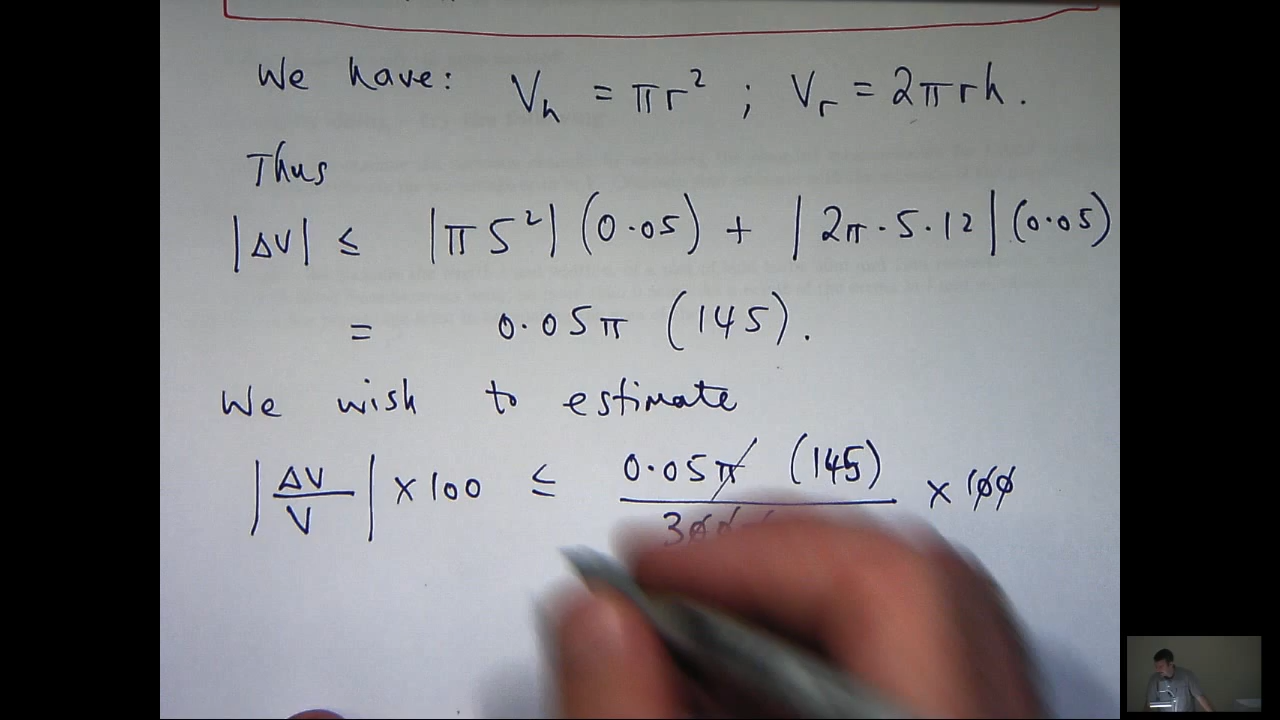 We have: V_h = πr² ; V_r = 2πrh.
Thus
|ΔV| ≤ |π5²| (0.05) + |2π·5·12| (0.05)
= 0.05π (145).
We wish to estimate
|ΔV/V| × 100 ≤ 0.05π (145)/300 × 100